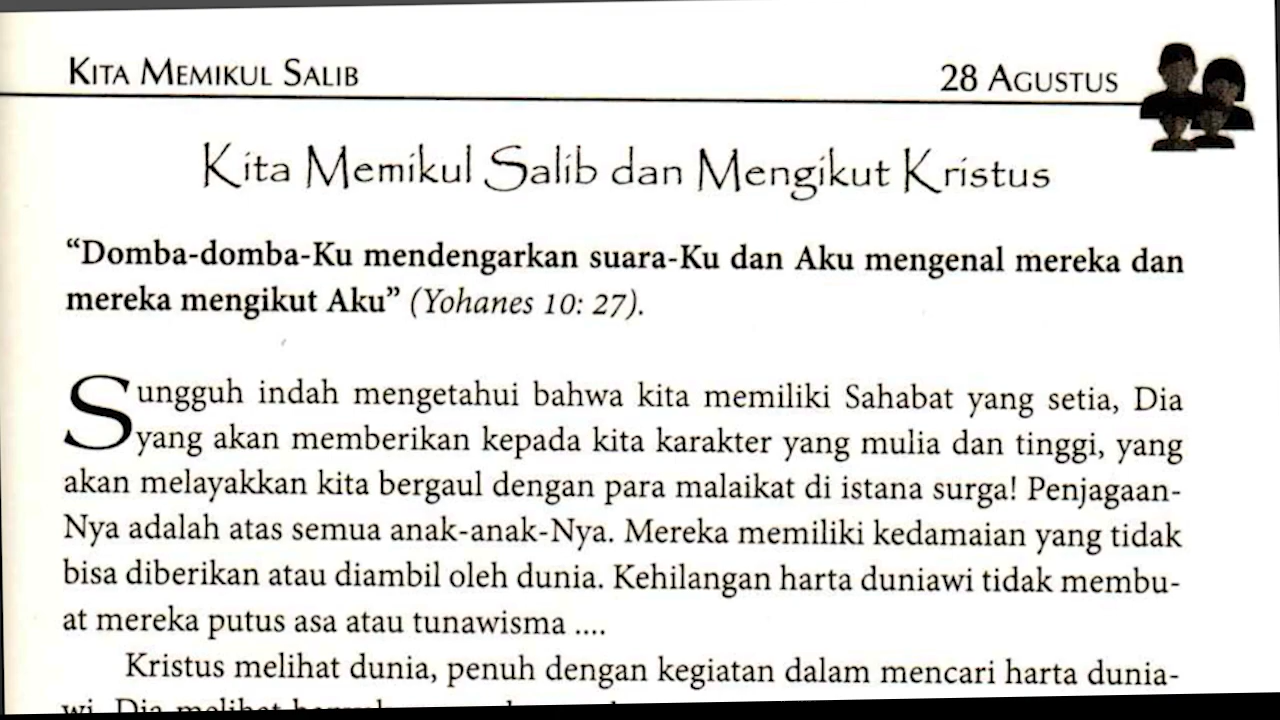 KITA MEMIKUL SALIB
28 AGUSTUS
Kita Memikul Salib dan Mengikut Kristus
“Domba-domba-Ku mendengarkan suara-Ku dan Aku mengenal mereka dan
mereka mengikut Aku” (Yohanes 10: 27).
Sungguh indah mengetahui bahwa kita memiliki Sahabat yang setia, Dia
yang akan memberikan kepada kita karakter yang mulia dan tinggi, yang
akan melayakkan kita bergaul dengan para malaikat di istana surga! Penjagaan-
Nya adalah atas semua anak-anak-Nya. Mereka memiliki kedamaian yang tidak
bisa diberikan atau diambil oleh dunia. Kehilangan harta duniawi tidak membu-
at mereka putus asa atau tunawisma ....
Kristus melihat dunia, penuh dengan kegiatan dalam mencari harta dunia-
wi. Dia melihat